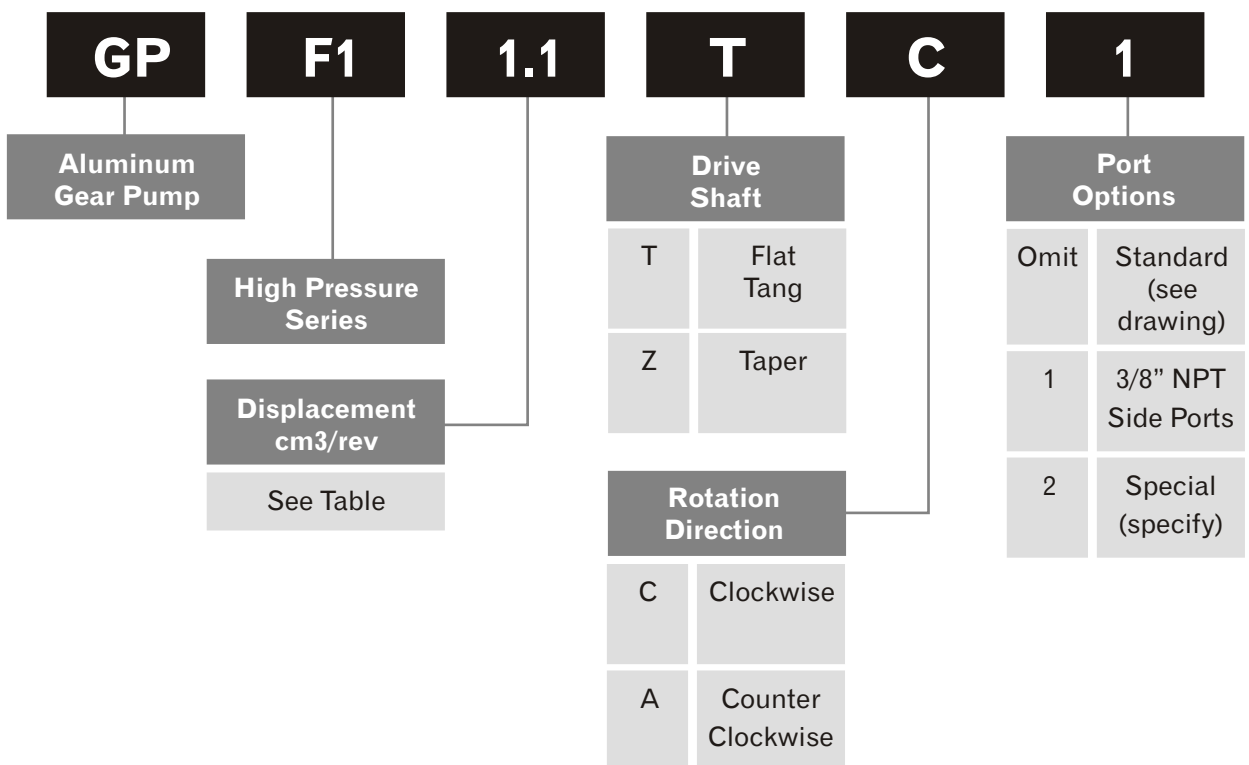 GP F1 1.1 T C 1
Aluminum
Gear Pump
High Pressure
Series
Displacement
cm3/rev
See Table
Drive
Shaft
T Flat
Tang
Z Taper
Rotation
Direction
C Clockwise
A Counter
Clockwise
Port
Options
Omit Standard
(see
drawing)
1 3/8” NPT
Side Ports
2 Special
(specify)